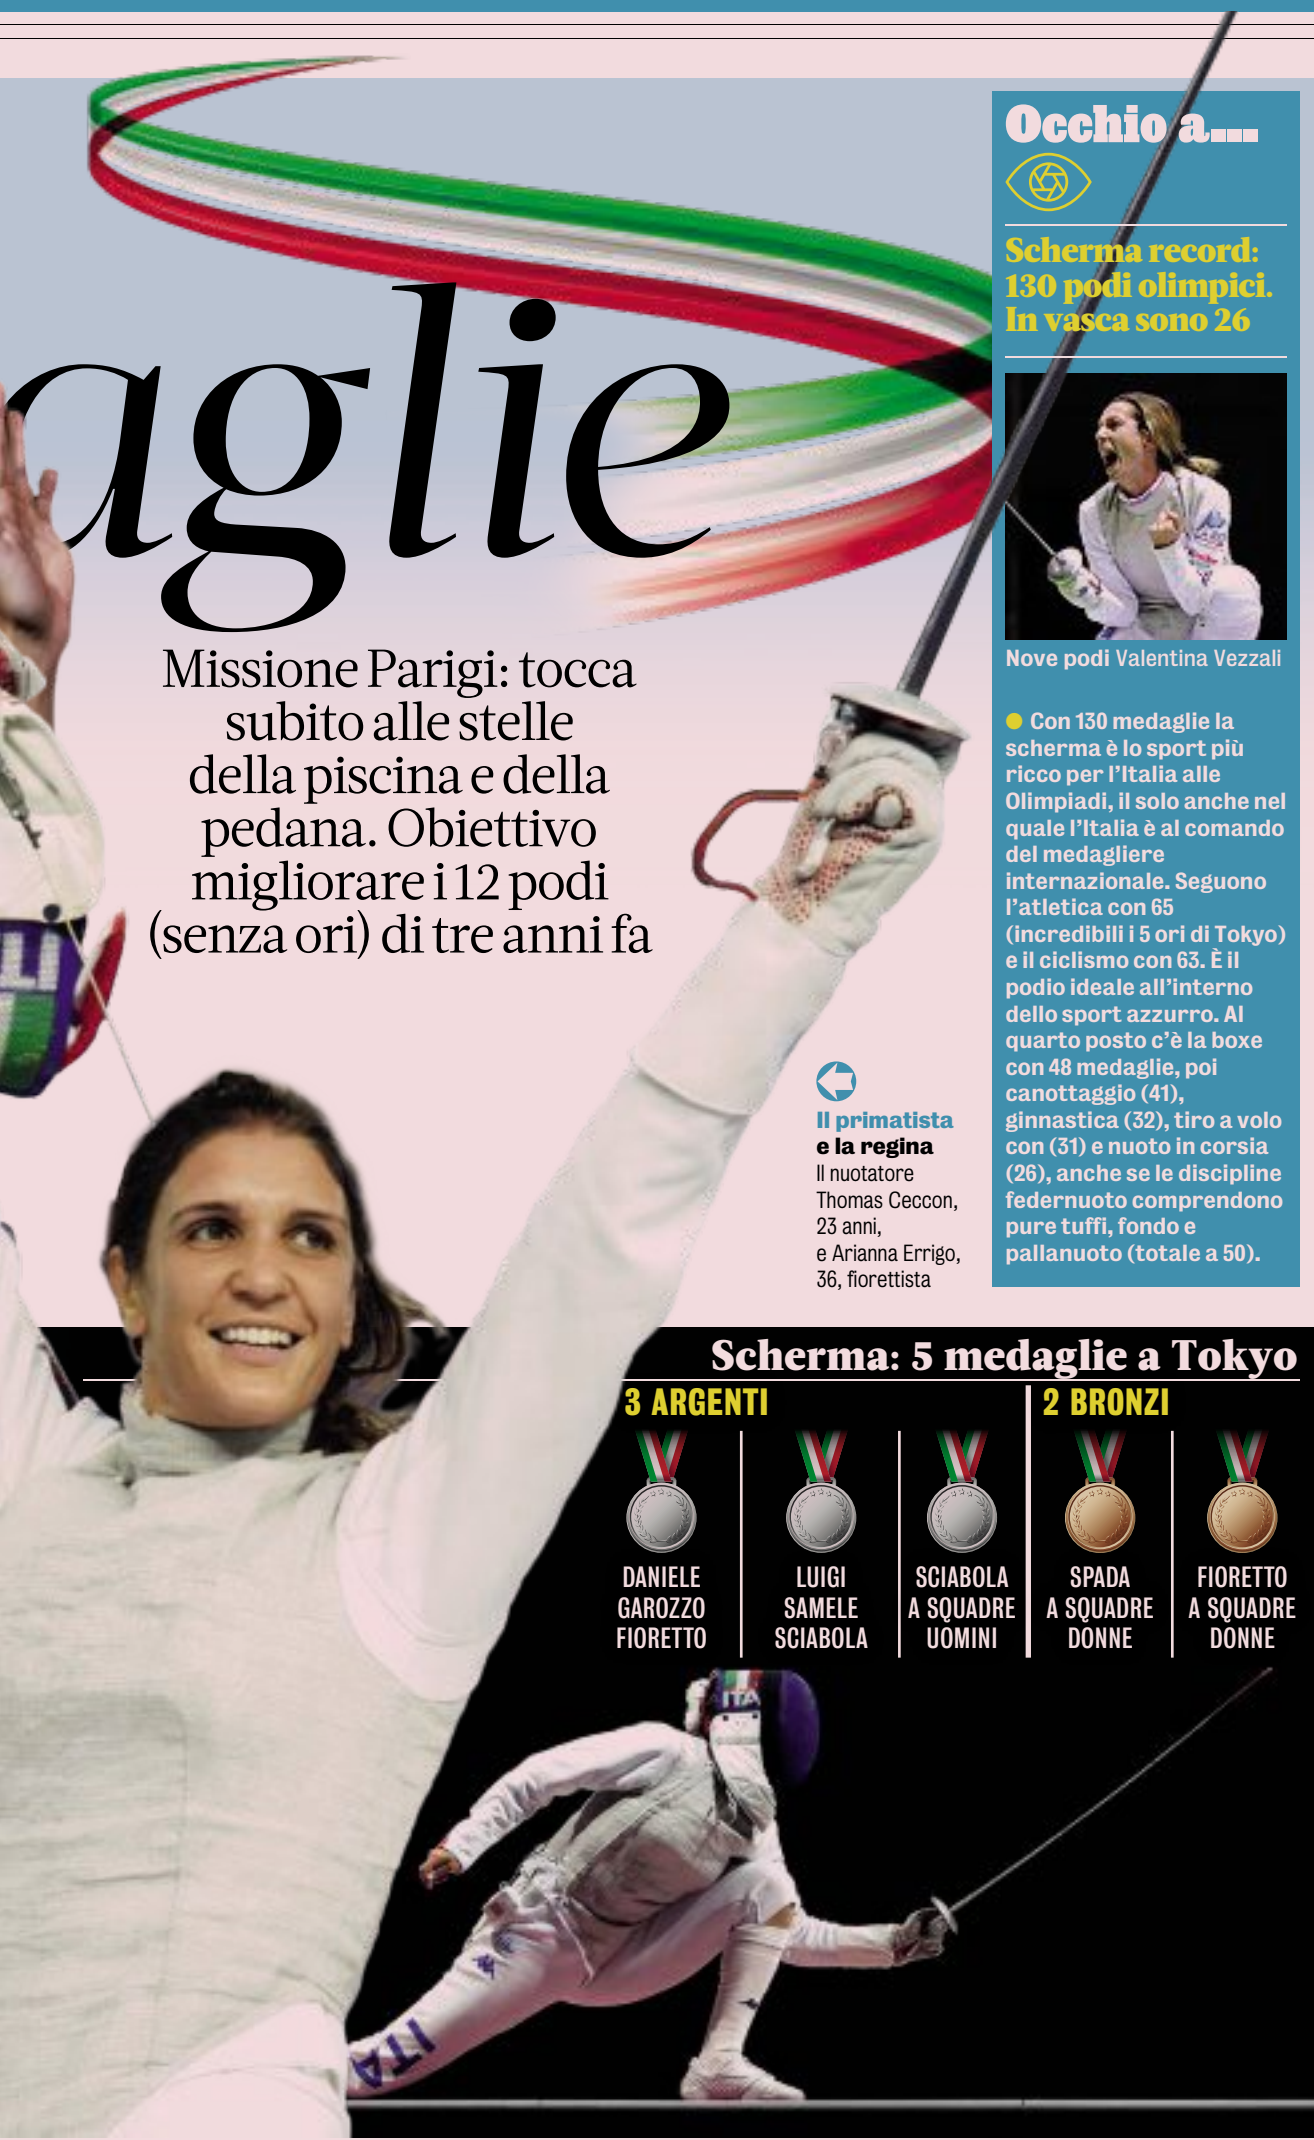 aglie
Missione Parigi: tocca
subito alle stelle
della piscina e della
pedana. Obiettivo
migliorare i 12 podi
(senza ori) di tre anni fa
Occhio a...
Scherma record:
130 podi olimpici.
In vasca sono 26
Nove podi Valentina Vezzali
● Con 130 medaglie la
scherma è lo sport più
ricco per l'Italia alle
Olimpiadi, il solo anche nel
quale l'Italia è al comando
del medagliere
internazionale. Seguono
l'atletica con 65
(incredibili i 5 ori di Tokyo)
e il ciclismo con 63. È il
podio ideale all'interno
dello sport azzurro. Al
quarto posto c'è la boxe
con 48 medaglie, poi
canottaggio (41),
ginnastica (32), tiro a volo
con (31) e nuoto in corsia
(26), anche se le discipline
federnuoto comprendono
pure tuffi, fondo e
pallanuoto (totale a 50).
Il primatista
e la regina
Il nuotatore
Thomas Ceccon,
23 anni,
e Arianna Errigo,
36, fiorettista
LI
Scherma: 5 medaglie a Tokyo
3 ARGENTI
DANIELE
GAROZZO
FIORETTO
LUIGI
SAMELE
SCIABOLA
SCIABOLA
A SQUADRE
UOMINI
2 BRONZI
SPADA
A SQUADRE
DONNE
FIORETTO
A SQUADRE
DONNE
ITA
ITA